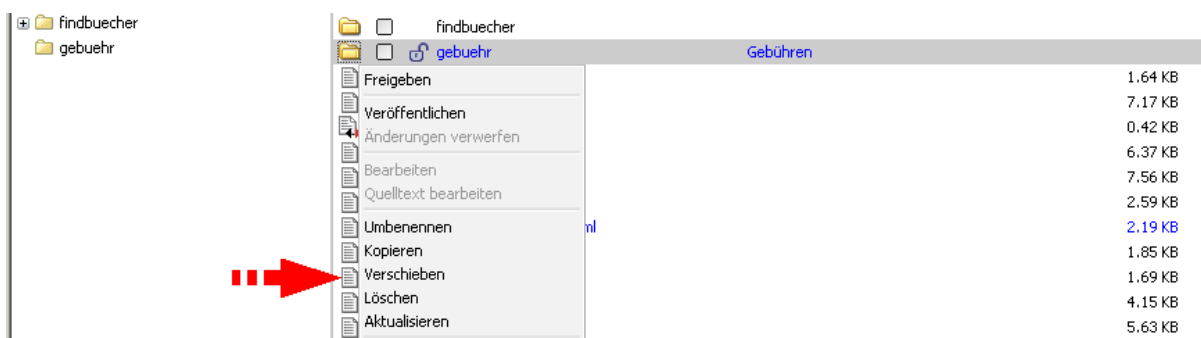 findbuecher
gebuehr
findbuecher
gebuehr Gebühren
Freigeben 1.64 KB
7.17 KB
Veröffentlichen
Änderungen verwerfen 0.42 KB
6.37 KB
Bearbeiten 7.56 KB
Quelltext bearbeiten 2.59 KB
Umbenennen ml 2.19 KB
Kopieren 1.85 KB
Verschieben 1.69 KB
Löschen 4.15 KB
Aktualisieren 5.63 KB